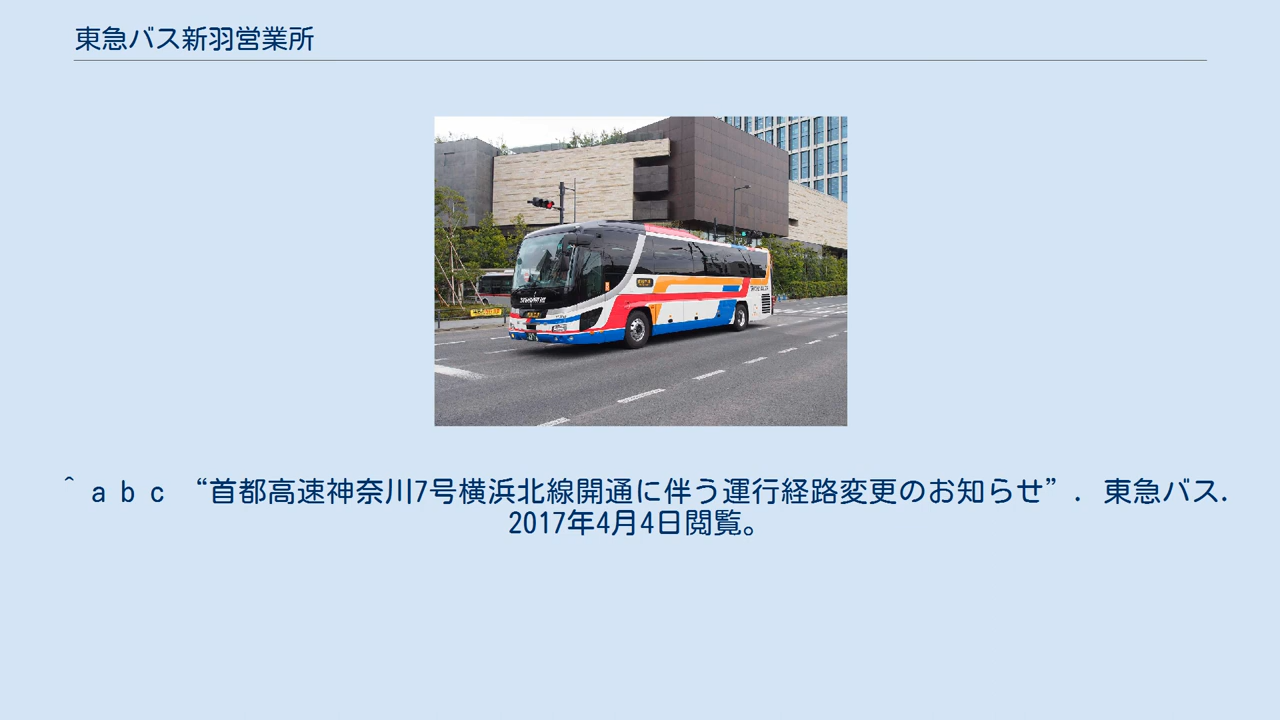 東急バス新羽営業所
^ a b c “首都高速神奈川7号横浜北線開通に伴う運行経路変更のお知らせ”. 東急バス.
2017年4月4日閲覧。